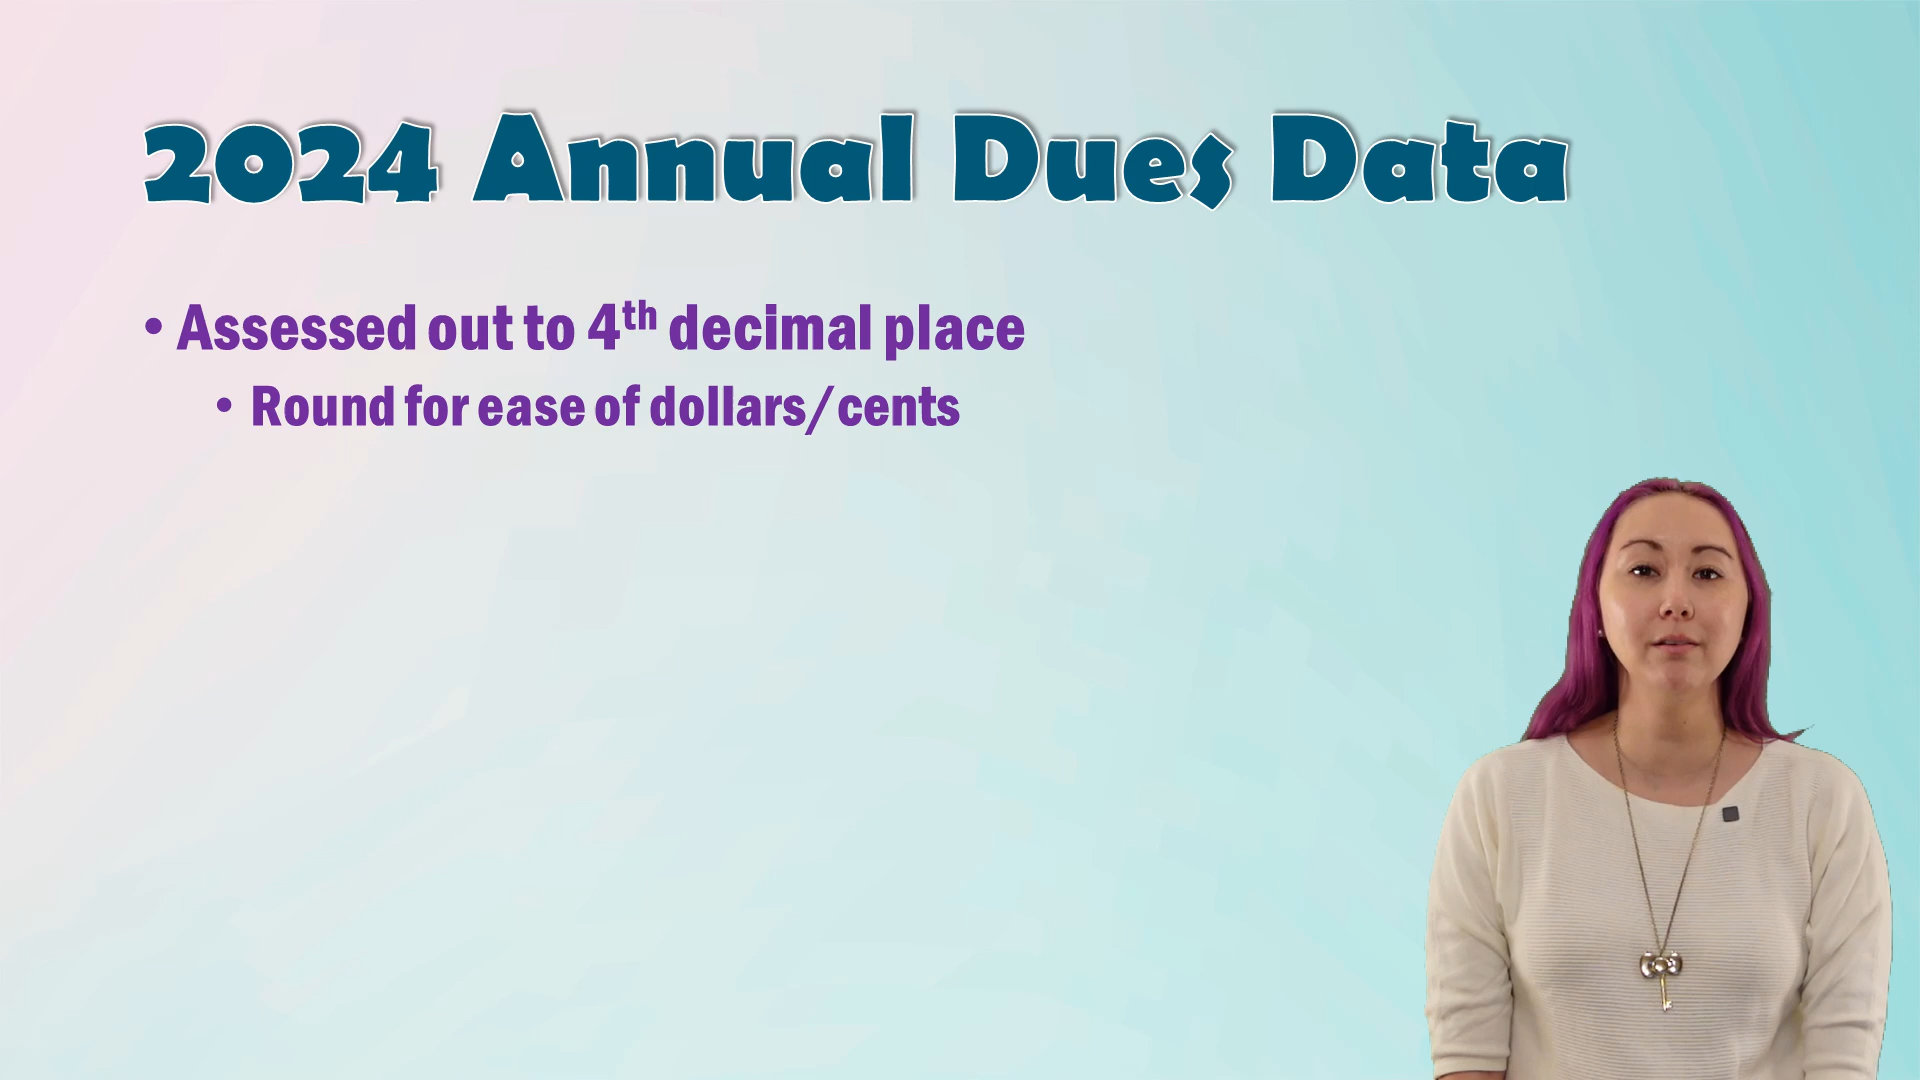 2024 Annual Dues Data
• Assessed out to 4th decimal place
• Round for ease of dollars/cents